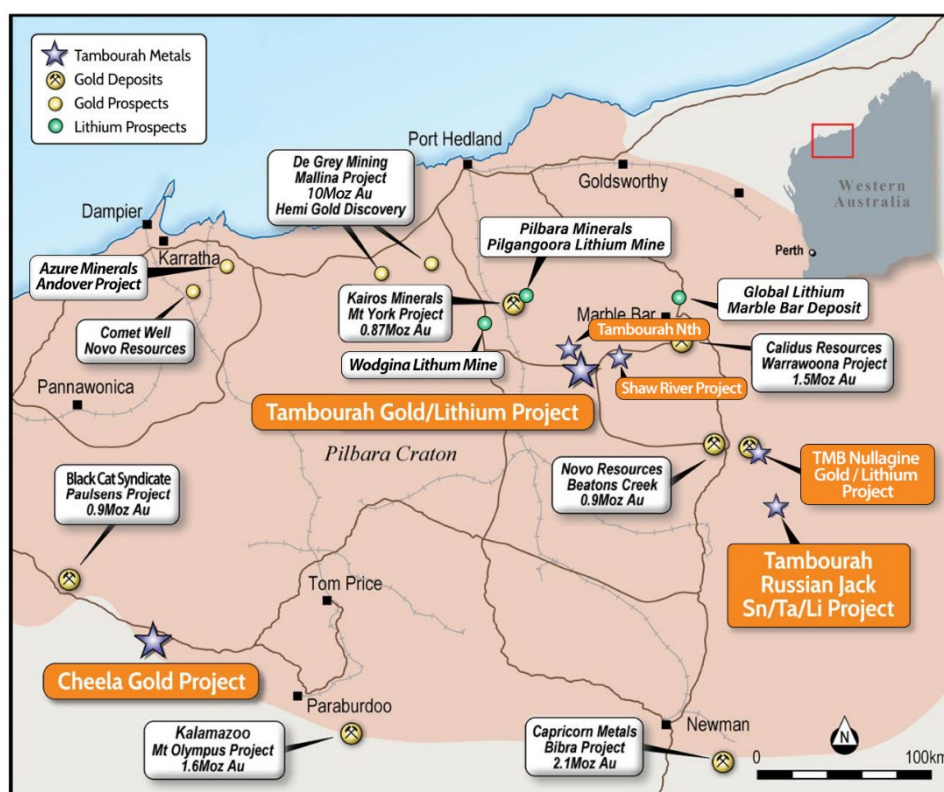 Tambourah Metals
Gold Deposits
Gold Prospects
Lithium Prospects
Port Hedland
De Grey Mining
Mallina Project
10Moz Au
Hemi Gold Discovery
Goldsworthy
Western
Australia
Perth
Dampier
Karratha
Azure Minerals
Andover Project
Pilbara Minerals
Pilgangoora Lithium Mine
Comet Well
Novo Resources
Kairos Minerals
Mt York Project
0.87Moz Au
Global Lithium
Marble Bar Deposit
Marble Bar
Tambourah Nth
Wodgina Lithum Mine
Shaw River Project
Calidus Resources
Warrawoona Project
1.5Moz Au
Pannawonica
Tambourah Gold/Lithium Project
Pilbara Craton
Black Cat Syndicate
Paulsens Project
0.9Moz Au
Novo Resources
Beatons Creek
0.9Moz Au
TMB Nullagine
Gold / Lithium
Project
Tambourah
Russian Jack
Sn/Ta/Li Project
Tom Price
Cheela Gold Project
Paraburdoo
Kalamazoo
Mt Olympus Project
1.6Moz Au
Capricorn Metals
Bibra Project
2.1Moz Au
Newman
N
0
100km